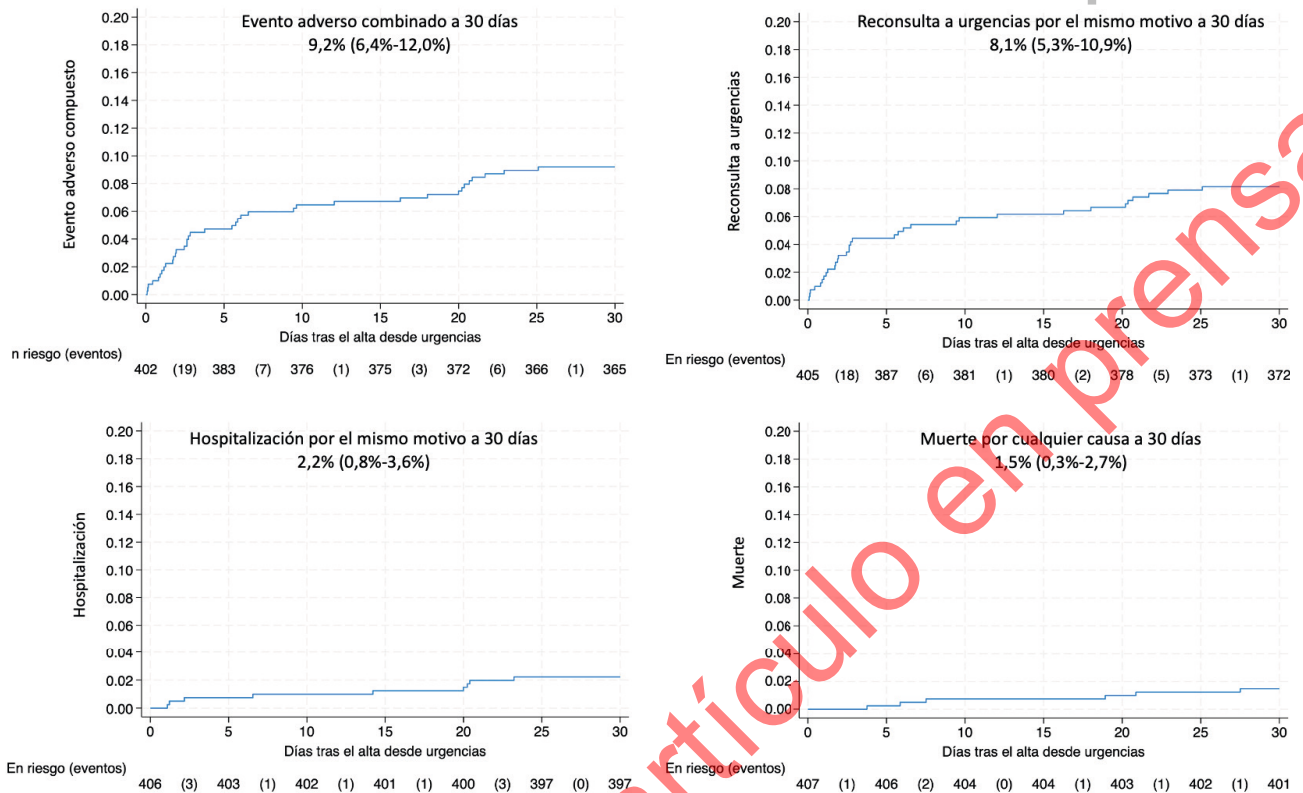 Evento adverso combinado a 30 días
9,2% (6,4%-12,0%)
Evento adverso compuesto
0.20
0.18
0.16
0.14
0.12
0.10
0.08
0.06
0.04
0.02
0.00
0 5 10 15 20 25 30
Días tras el alta desde urgencias
n riesgo (eventos)
402 (19) 383 (7) 376 (1) 375 (3) 372 (6) 366 (1) 365
Reconsulta a urgencias por el mismo motivo a 30 días
8,1% (5,3%-10,9%)
Reconsulta a urgencias
0.20
0.18
0.16
0.14
0.12
0.10
0.08
0.06
0.04
0.02
0.00
0 5 10 15 20 25 30
Días tras el alta desde urgencias
En riesgo (eventos)
405 (18) 387 (6) 381 (1) 380 (2) 378 (5) 373 (1) 372
Hospitalización por el mismo motivo a 30 días
2,2% (0,8%-3,6%)
Hospitalización
0.20
0.18
0.16
0.14
0.12
0.10
0.08
0.06
0.04
0.02
0.00
0 5 10 15 20 25 30
Días tras el alta desde urgencias
En riesgo (eventos)
406 (3) 403 (1) 402 (1) 401 (1) 400 (3) 397 (0) 397
Muerte por cualquier causa a 30 días
1,5% (0,3%-2,7%)
Muerte
0.20
0.18
0.16
0.14
0.12
0.10
0.08
0.06
0.04
0.02
0.00
0 5 10 15 20 25 30
Días tras el alta desde urgencias
En riesgo (eventos)
407 (1) 406 (2) 404 (0) 404 (1) 403 (1) 402 (1) 401
rtículo en prensa